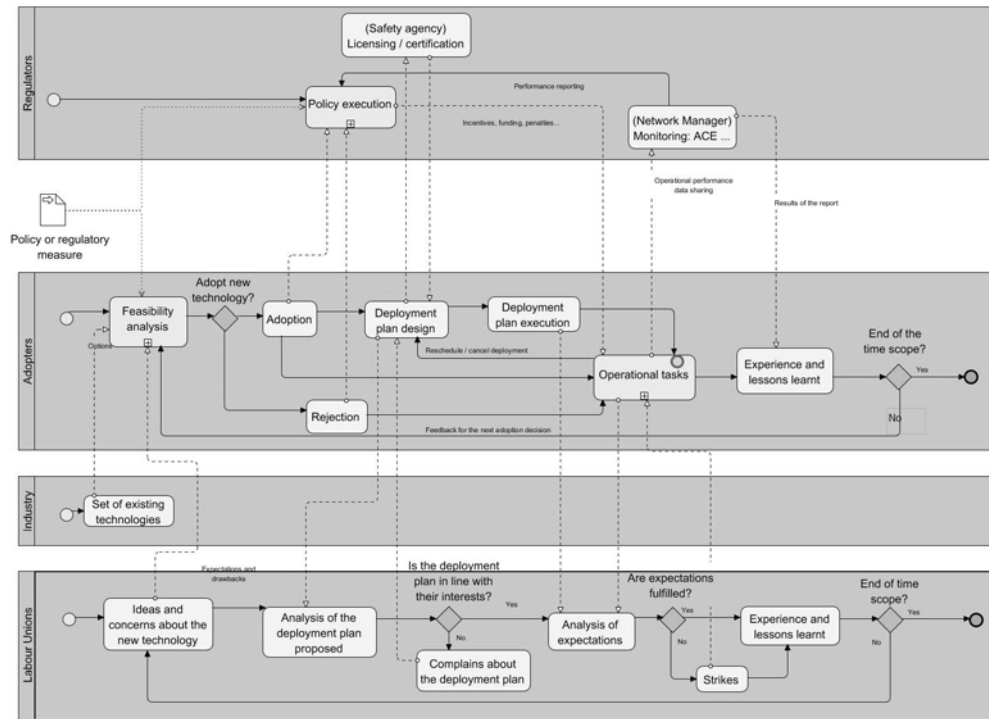 Regulators
(Safety agency)
Licensing / certification
Performance reporting
Policy execution
Incentives, funding, penalties...
(Network Manager)
Monitoring: ACE ...
Operational performance
data sharing
Results of the report
Policy or regulatory
measure
Adopters
Adopt new
technology?
Feasibility
analysis
Options
Adoption
Deployment
plan design
Deployment
plan execution
Reschedule / cancel deployment
Operational tasks
Experience and
lessons learnt
End of the
time scope?
Yes
No
Rejection
Feedback for the next adoption decision
Industry
Set of existing
technologies
Labour Unions
Expectations and
drawbacks
Ideas and
concerns about the
new technology
Analysis of the
deployment plan
proposed
Is the deployment
plan in line with
their interests?
Yes
No
Complains about
the deployment plan
Analysis of
expectations
Are expectations
fulfilled?
Yes
No
Strikes
Experience and
lessons learnt
End of time
scope?
Yes
No